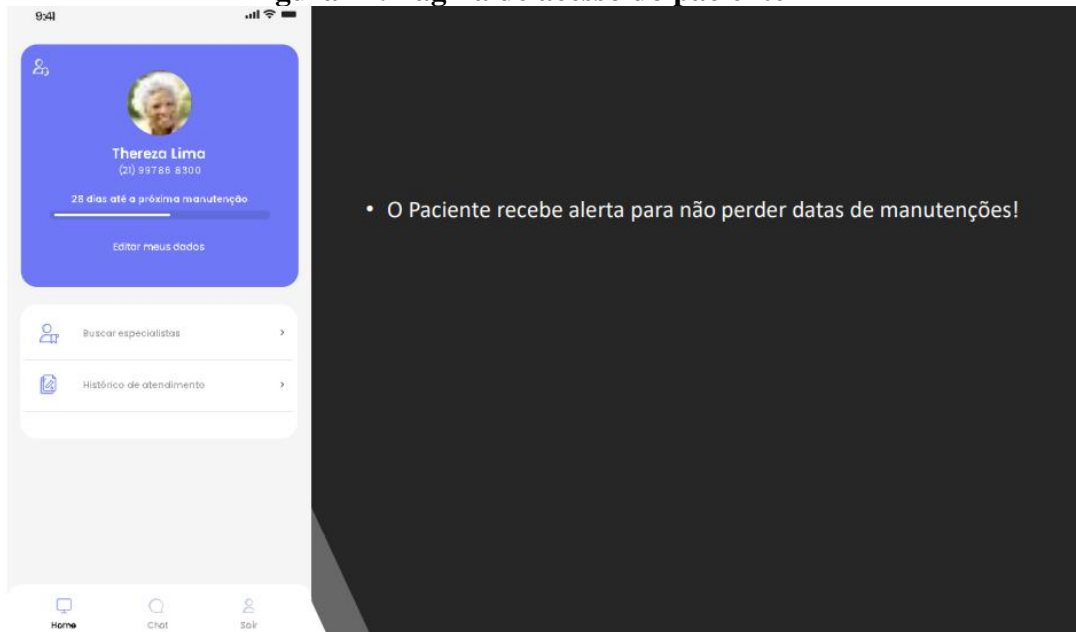 9:41
Thereza Lima
(21) 99786 8300
28 dias até a próxima manutenção
Editar meus dados
Buscar especialistas
Histórico de atendimento
Home
Chat
Sair
• O Paciente recebe alerta para não perder datas de manutenções!